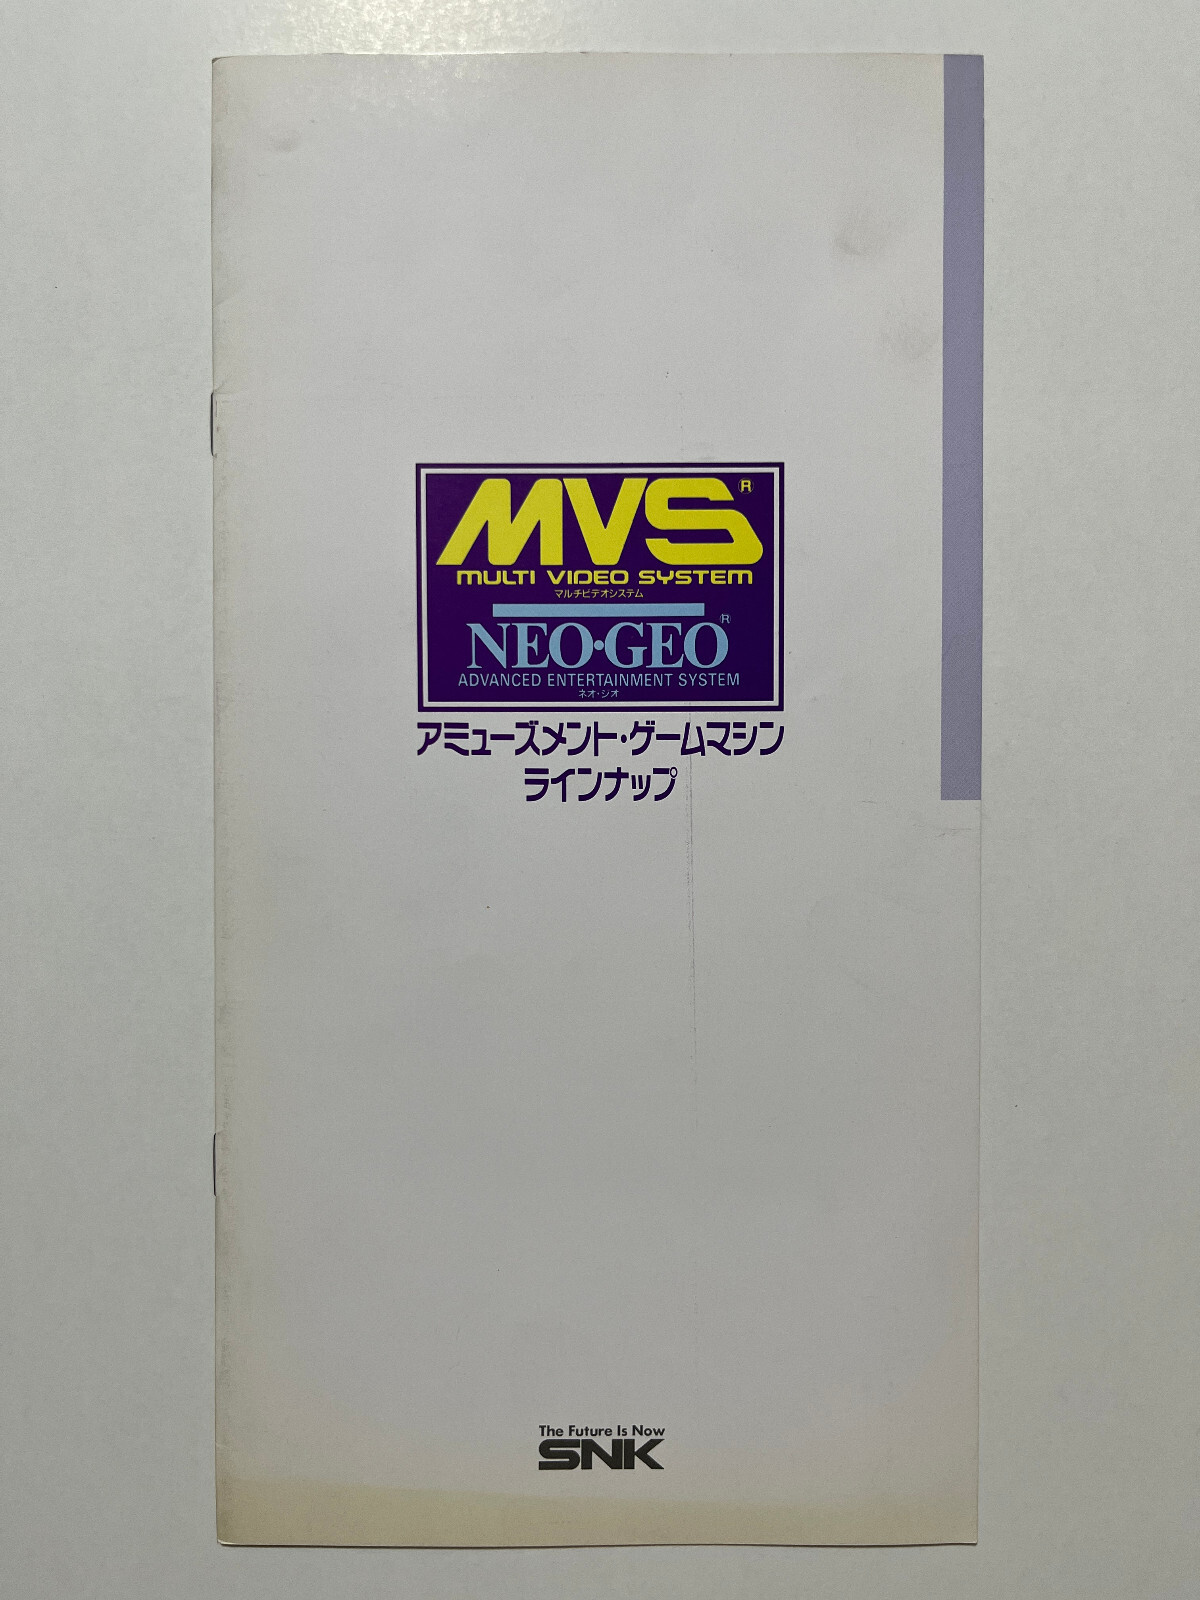 MVS®
MULTI VIDEO SYSTEM
マルチビデオシステム
NEO·GEO®
ADVANCED ENTERTAINMENT SYSTEM
ネオ・ジオ
アミューズメント・ゲームマシン
ラインナップ
The Future Is Now
SNK